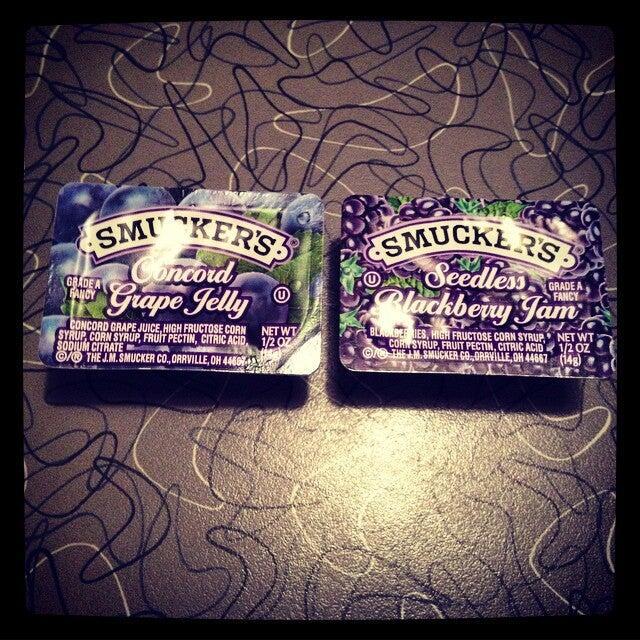 SMUCKER'S®
Concord
Grape Jelly
GRADE A
FANCY
CONCORD GRAPE JUICE, HIGH FRUCTOSE CORN
SYRUP, CORN SYRUP, FRUIT PECTIN, CITRIC ACID,
SODIUM CITRATE
©/® THE J.M. SMUCKER CO., ORRVILLE, OH 44667
NET WT
1/2 OZ
(14g)
U
SMUCKER'S®
Seedless
Blackberry Jam
GRADE A
FANCY
BLACKBERRIES, HIGH FRUCTOSE CORN SYRUP,
CORN SYRUP, FRUIT PECTIN, CITRIC ACID
©/® THE J.M. SMUCKER CO., ORRVILLE, OH 44667
NET WT
1/2 OZ
(14g)
U